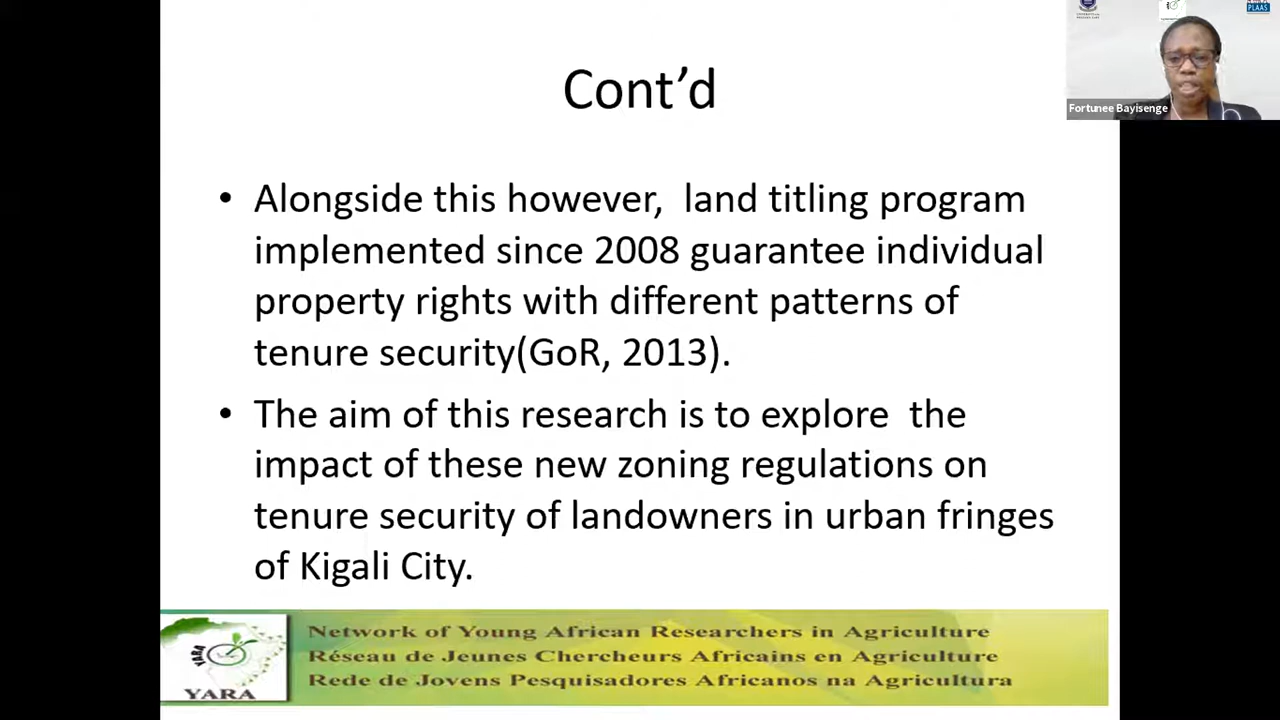 PLAAS
Fortunee Bayisenge
Cont’d
• Alongside this however,  land titling program
implemented since 2008 guarantee individual
property rights with different patterns of
tenure security(GoR, 2013).
• The aim of this research is to explore  the
impact of these new zoning regulations on
tenure security of landowners in urban fringes
of Kigali City.
Network of Young African Researchers in Agriculture
Réseau de Jeunes Chercheurs Africains en Agriculture
Rede de Jovens Pesquisadores Africanos na Agricultura
YARA
YARA